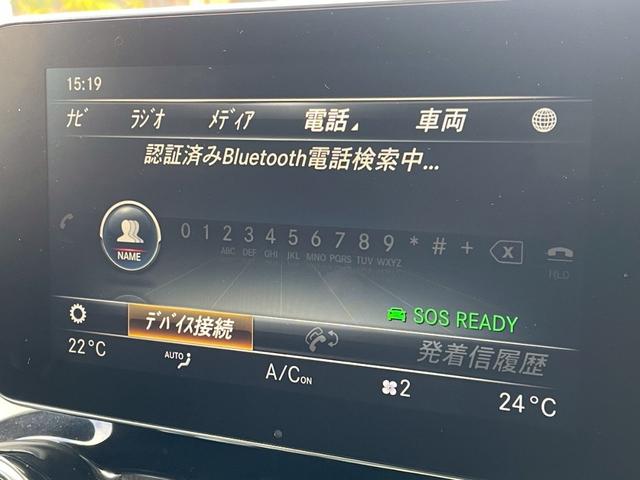 15:19
ナビ ラジオ メディア 電話 車両
認証済みBluetooth電話検索中...
NAME 0 1 2 3 4 5 6 7 8 9 * # +
ABC DEF GHI JKL MNO PQRS TUV WXYZ
RLD
SOS READY
デバイス接続 発着信履歴
22°C AUTO A/C ON 2 24°C